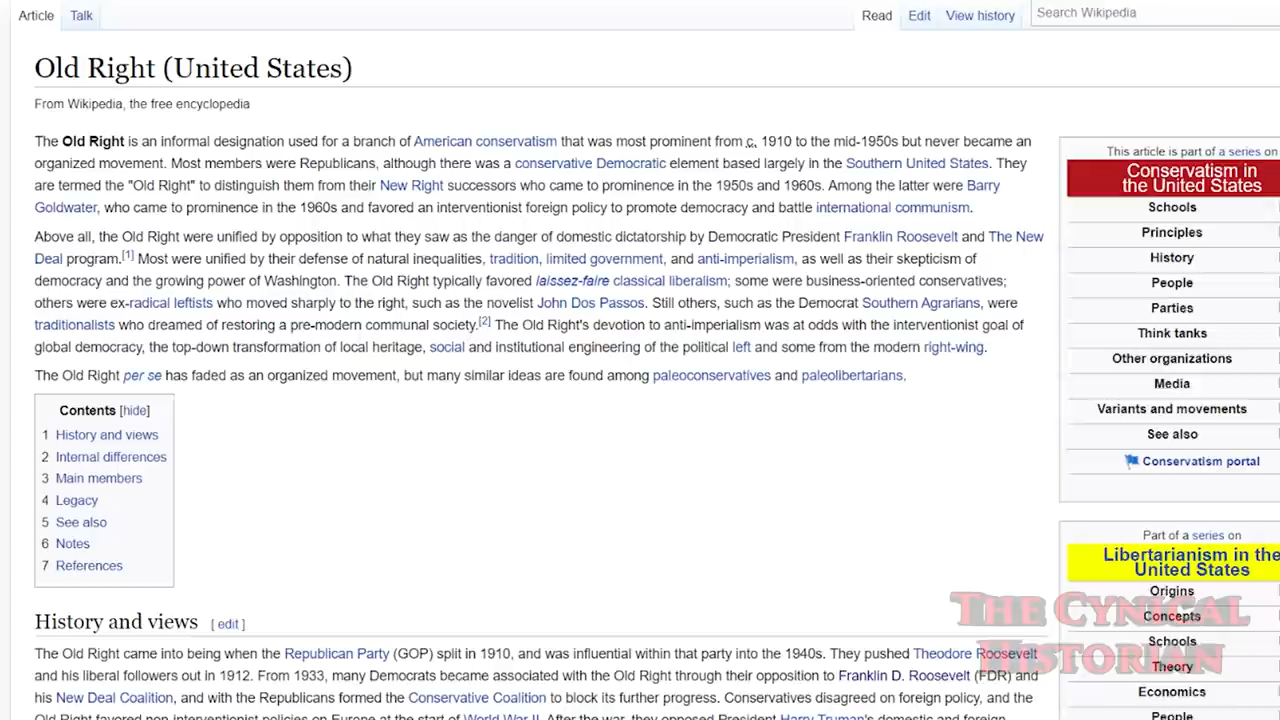 Article Talk Read Edit View history Search Wikipedia
Old Right (United States)
From Wikipedia, the free encyclopedia
The Old Right is an informal designation used for a branch of American conservatism that was most prominent from c. 1910 to the mid-1950s but never became an
organized movement. Most members were Republicans, although there was a conservative Democratic element based largely in the Southern United States. They
are termed the "Old Right" to distinguish them from their New Right successors who came to prominence in the 1950s and 1960s. Among the latter were Barry
Goldwater, who came to prominence in the 1960s and favored an interventionist foreign policy to promote democracy and battle international communism.
Above all, the Old Right were unified by opposition to what they saw as the danger of domestic dictatorship by Democratic President Franklin Roosevelt and The New
Deal program.[1] Most were unified by their defense of natural inequalities, tradition, limited government, and anti-imperialism, as well as their skepticism of
democracy and the growing power of Washington. The Old Right typically favored laissez-faire classical liberalism; some were business-oriented conservatives;
others were ex-radical leftists who moved sharply to the right, such as the novelist John Dos Passos. Still others, such as the Democrat Southern Agrarians, were
traditionalists who dreamed of restoring a pre-modern communal society.[2] The Old Right's devotion to anti-imperialism was at odds with the interventionist goal of
global democracy, the top-down transformation of local heritage, social and institutional engineering of the political left and some from the modern right-wing.
The Old Right per se has faded as an organized movement, but many similar ideas are found among paleoconservatives and paleolibertarians.
Contents [hide]
1 History and views
2 Internal differences
3 Main members
4 Legacy
5 See also
6 Notes
7 References
History and views [ edit ]
The Old Right came into being when the Republican Party (GOP) split in 1910, and was influential within that party into the 1940s. They pushed Theodore Roosevelt
and his liberal followers out in 1912. From 1933, many Democrats became associated with the Old Right through their opposition to Franklin D. Roosevelt (FDR) and
his New Deal Coalition, and with the Republicans formed the Conservative Coalition to block its further progress. Conservatives disagreed on foreign policy, and the
Old Right favored non-interventionist policies on Europe at the start of World War II. After the war, they opposed President Harry Truman's domestic and foreign
This article is part of a series on
Conservatism in
the United States
Schools
Principles
History
People
Parties
Think tanks
Other organizations
Media
Variants and movements
See also
Conservatism portal
Part of a series on
Libertarianism in the
United States
Origins
Concepts
Schools
Theory
Economics
People
The Cynical
Historian